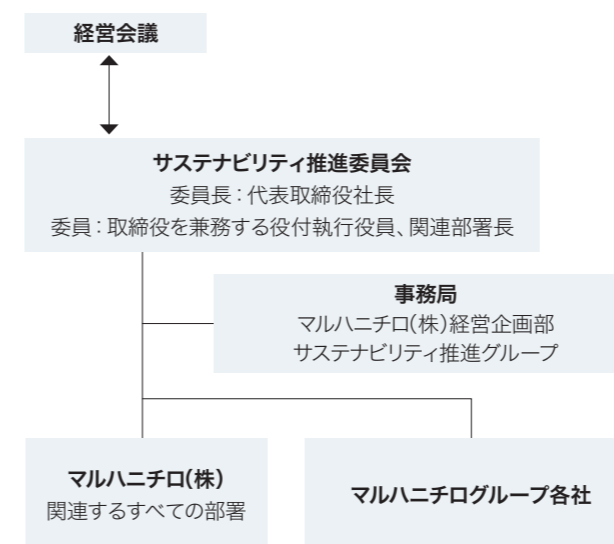 経営会議
サステナビリティ推進委員会
委員長：代表取締役社長
委員：取締役を兼務する役付執行役員、関連部署長
事務局
マルハニチロ(株)経営企画部
サステナビリティ推進グループ
マルハニチロ(株)
関連するすべての部署
マルハニチログループ各社